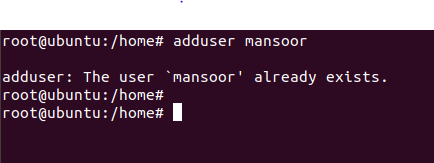 root@ubuntu:/home# adduser mansoor
adduser: The user `mansoor' already exists.
root@ubuntu:/home#
root@ubuntu:/home#